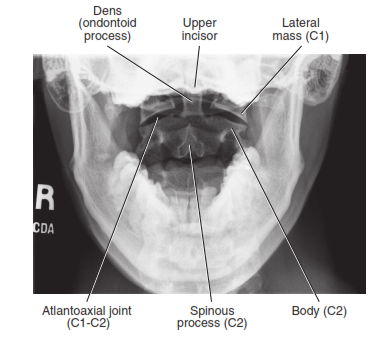 Dens
(ondontoid
process)
Upper
incisor
Lateral
mass (C1)
R
CDA
Atlantoaxial joint
(C1-C2)
Spinous
process (C2)
Body (C2)